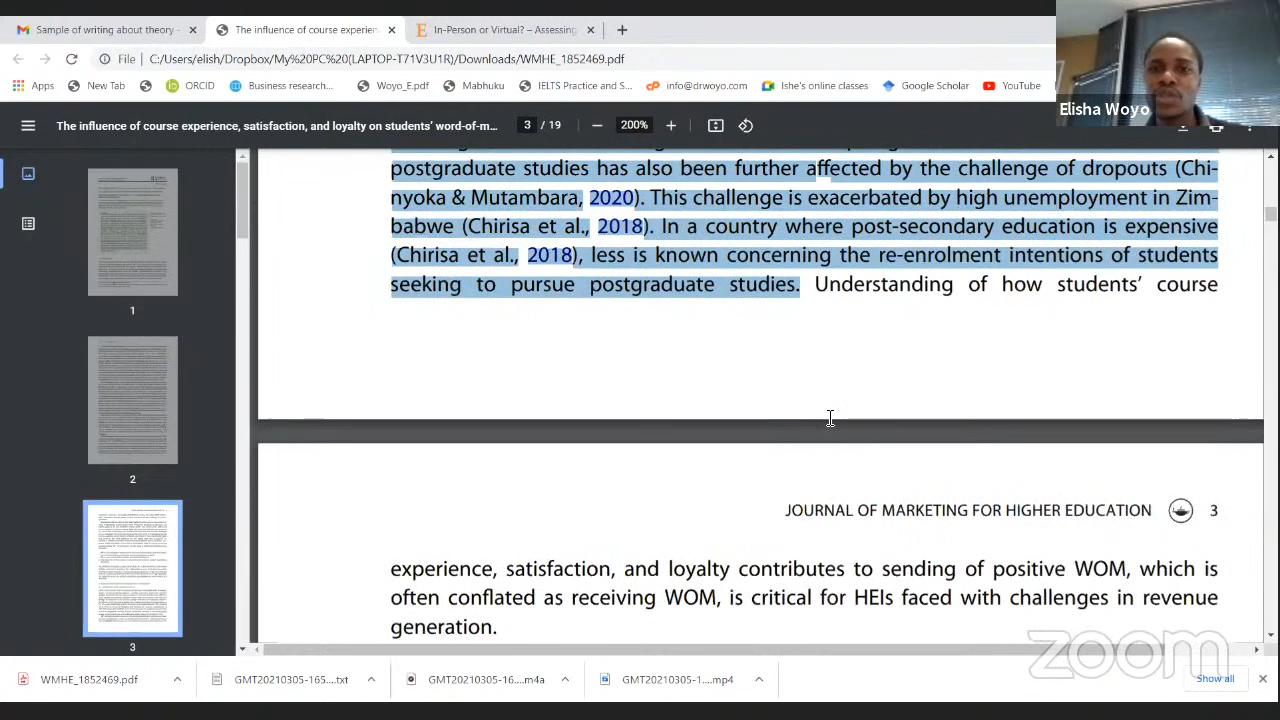 Sample of writing about theory -
The influence of course experien
In-Person or Virtual? – Assessing
File
C:/Users/elish/Dropbox/My%20PC%20(LAPTOP-T71V3U1R)/Downloads/WMHE_1852469.pdf
Apps
New Tab
ORCID
Business research...
Woyo_E.pdf
Mabhuku
IELTS Practice and S...
info@drwoyo.com
Ishe's online classes
Google Scholar
YouTube
Elisha Woyo
The influence of course experience, satisfaction, and loyalty on students' word-of-m...
3 / 19
200%
postgraduate studies has also been further affected by the challenge of dropouts (Chi-
nyoka & Mutambara, 2020). This challenge is exacerbated by high unemployment in Zim-
babwe (Chirisa et al., 2018). In a country where post-secondary education is expensive
(Chirisa et al., 2018), less is known concerning the re-enrolment intentions of students
seeking to pursue postgraduate studies. Understanding of how students' course
1
2
3
JOURNAL OF MARKETING FOR HIGHER EDUCATION 3
experience, satisfaction, and loyalty contributes to sending of positive WOM, which is
often conflated as receiving WOM, is critical for HEIs faced with challenges in revenue
generation.
zoom
WMHE_1852469.pdf
GMT20210305-165....txt
GMT20210305-16....m4a
GMT20210305-1....mp4
Show all